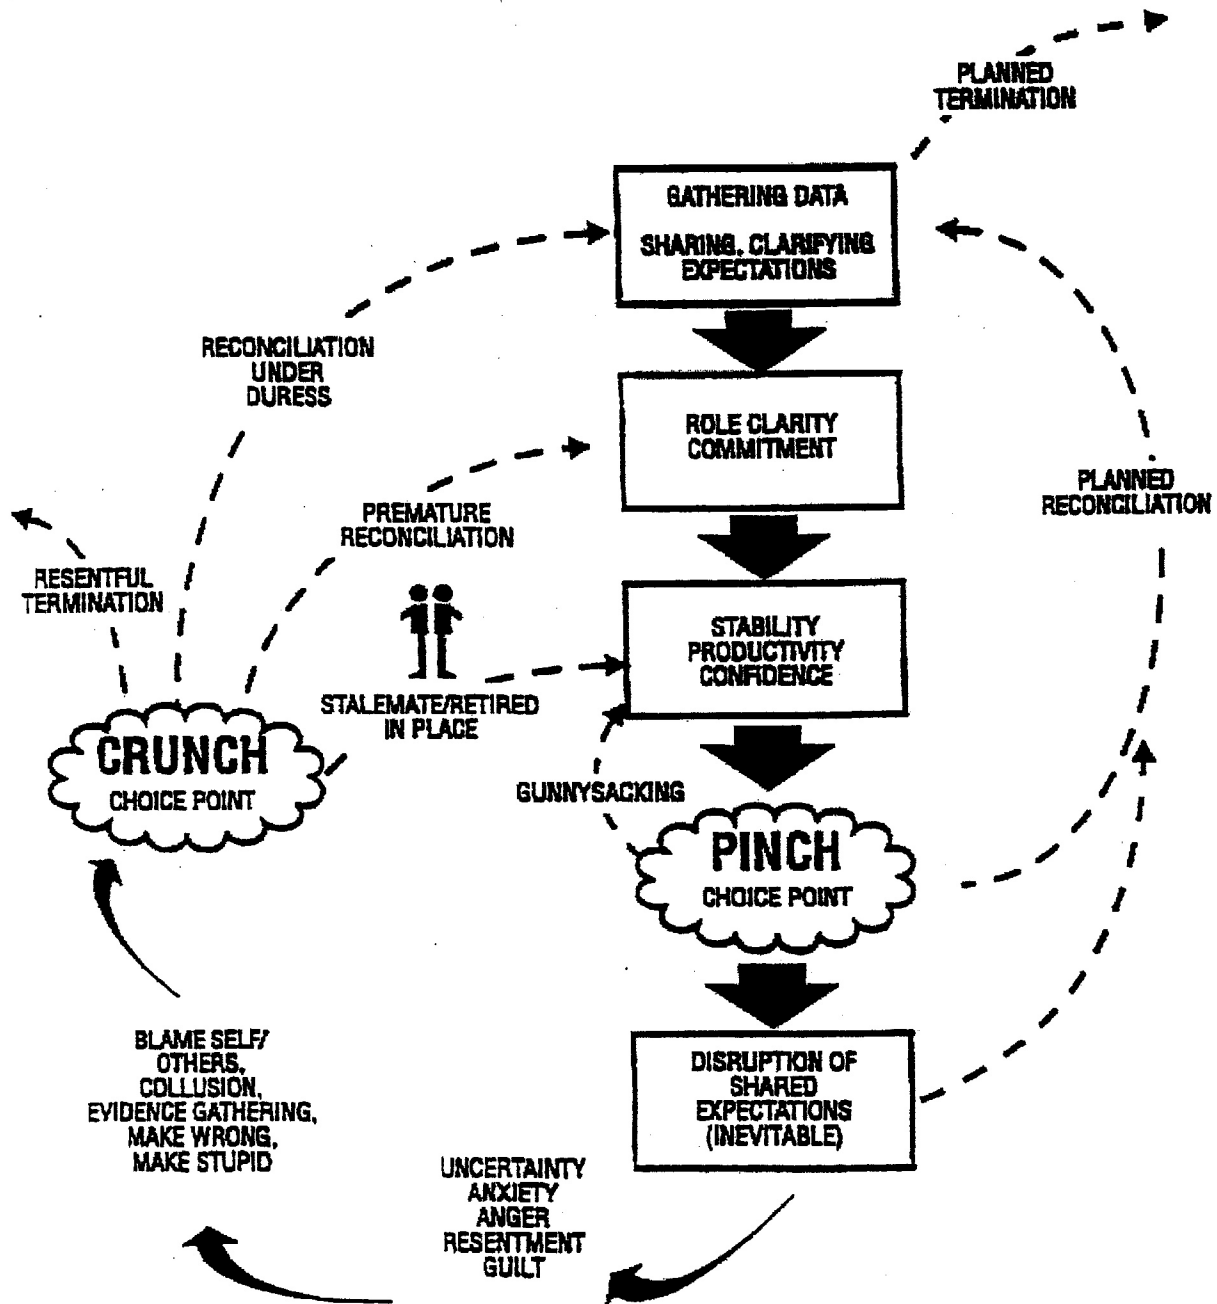 PLANNED
TERMINATION
GATHERING DATA
SHARING, CLARIFYING
EXPECTATIONS
RECONCILIATION
UNDER
DURESS
ROLE CLARITY
COMMITMENT
PLANNED
RECONCILIATION
PREMATURE
RECONCILIATION
RESENTFUL
TERMINATION
STABILITY
PRODUCTIVITY
CONFIDENCE
STALEMATE/RETIRED
IN PLACE
CRUNCH
CHOICE POINT
GUNNYSACKING
PINCH
CHOICE POINT
DISRUPTION OF
SHARED
EXPECTATIONS
(INEVITABLE)
BLAME SELF/
OTHERS,
COLLUSION,
EVIDENCE GATHERING,
MAKE WRONG,
MAKE STUPID
UNCERTAINTY
ANXIETY
ANGER
RESENTMENT
GUILT